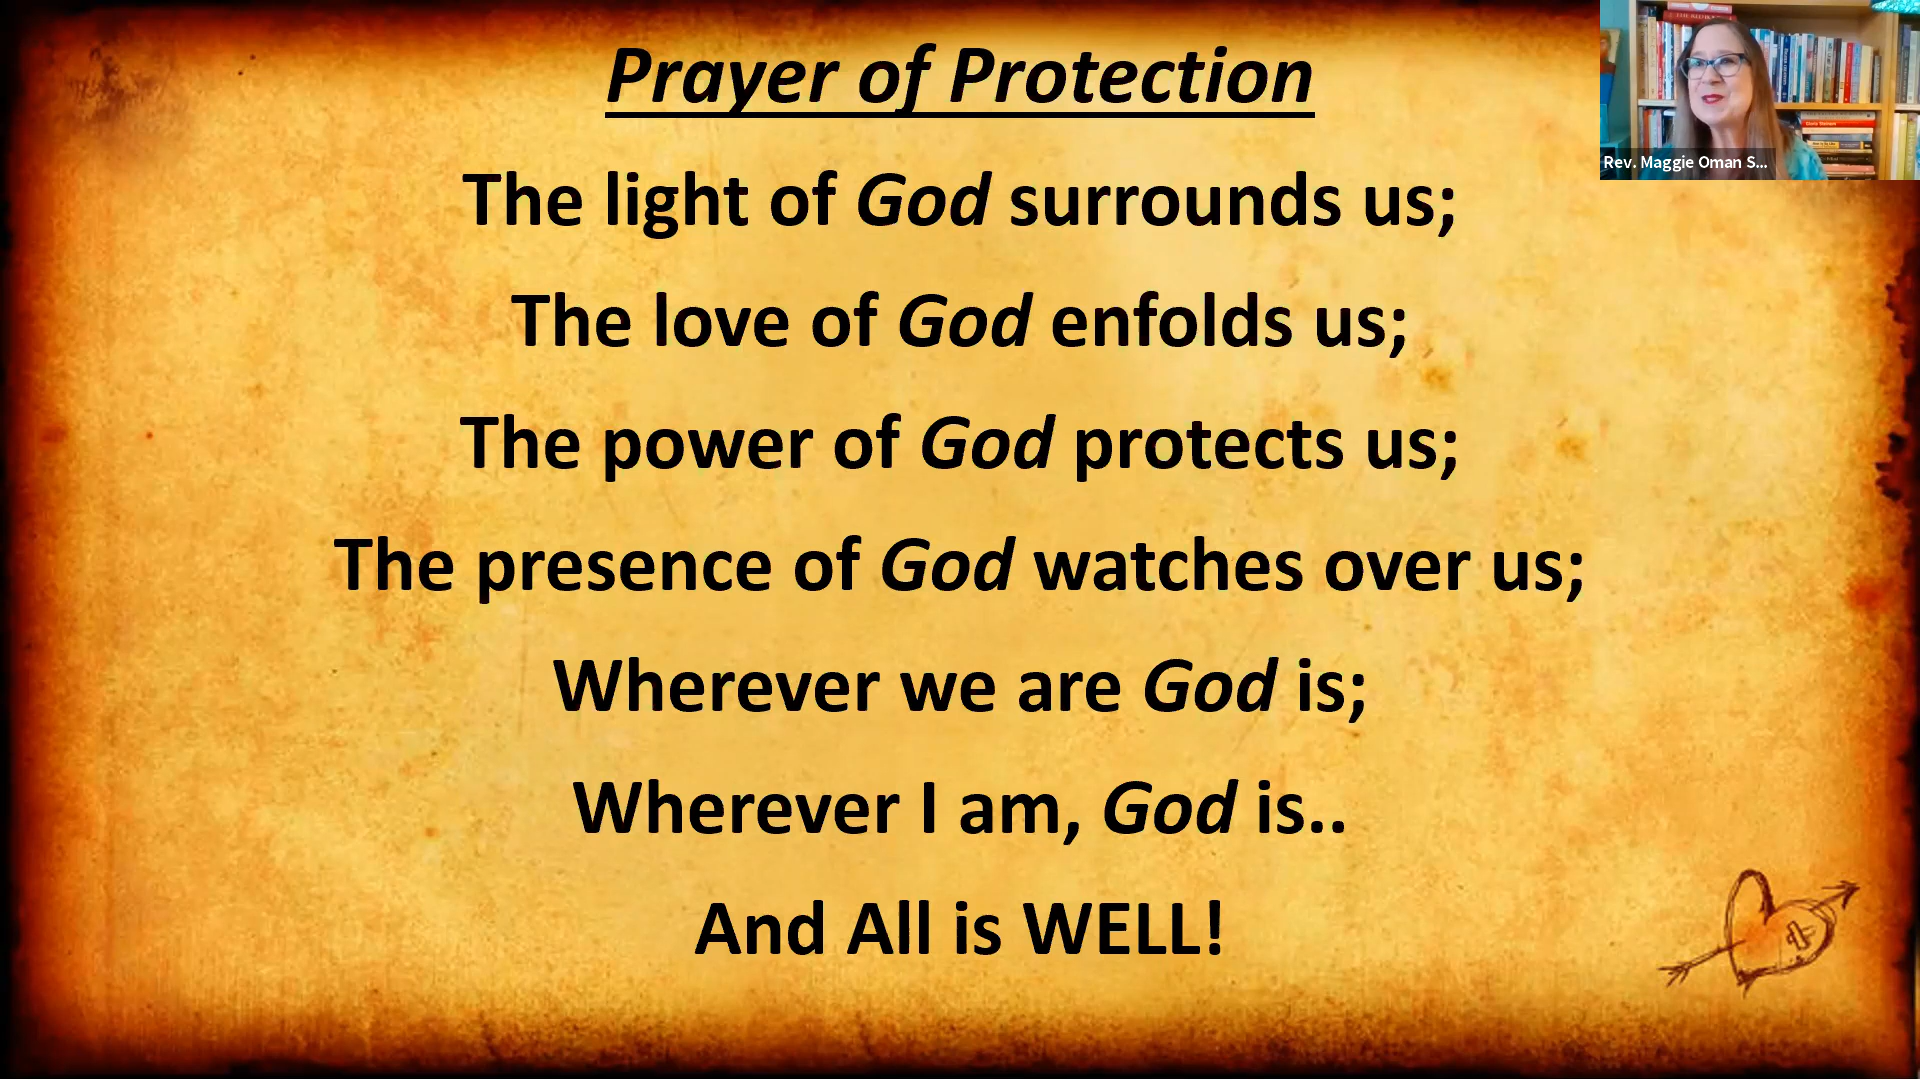 Prayer of Protection
The light of God surrounds us;
The love of God enfolds us;
The power of God protects us;
The presence of God watches over us;
Wherever we are God is;
Wherever I am, God is..
And All is WELL!
Rev. Maggie Oman S...